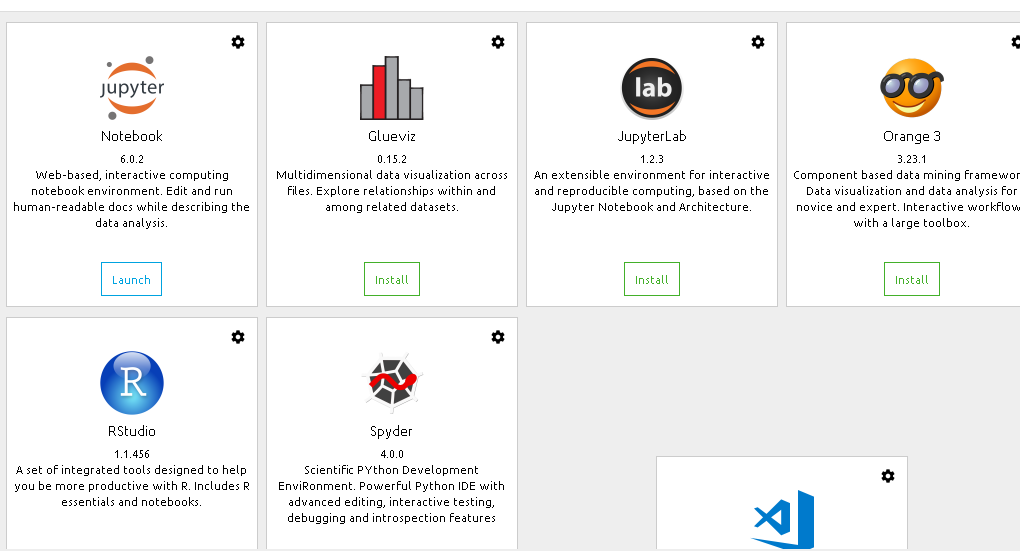 jupyter
Notebook
6.0.2
Web-based, interactive computing
notebook environment. Edit and run
human-readable docs while describing the
data analysis.
Launch
Glueviz
0.15.2
Multidimensional data visualization across
files. Explore relationships within and
among related datasets.
Install
lab
JupyterLab
1.2.3
An extensible environment for interactive
and reproducible computing, based on the
Jupyter Notebook and Architecture.
Install
Orange 3
3.23.1
Component based data mining framewor
Data visualization and data analysis for
novice and expert. Interactive workflow
with a large toolbox.
Install
R
RStudio
1.1.456
A set of integrated tools designed to help
you be more productive with R. Includes R
essentials and notebooks.
Spyder
4.0.0
Scientific PYthon Development
EnviRonment. Powerful Python IDE with
advanced editing, interactive testing,
debugging and introspection features